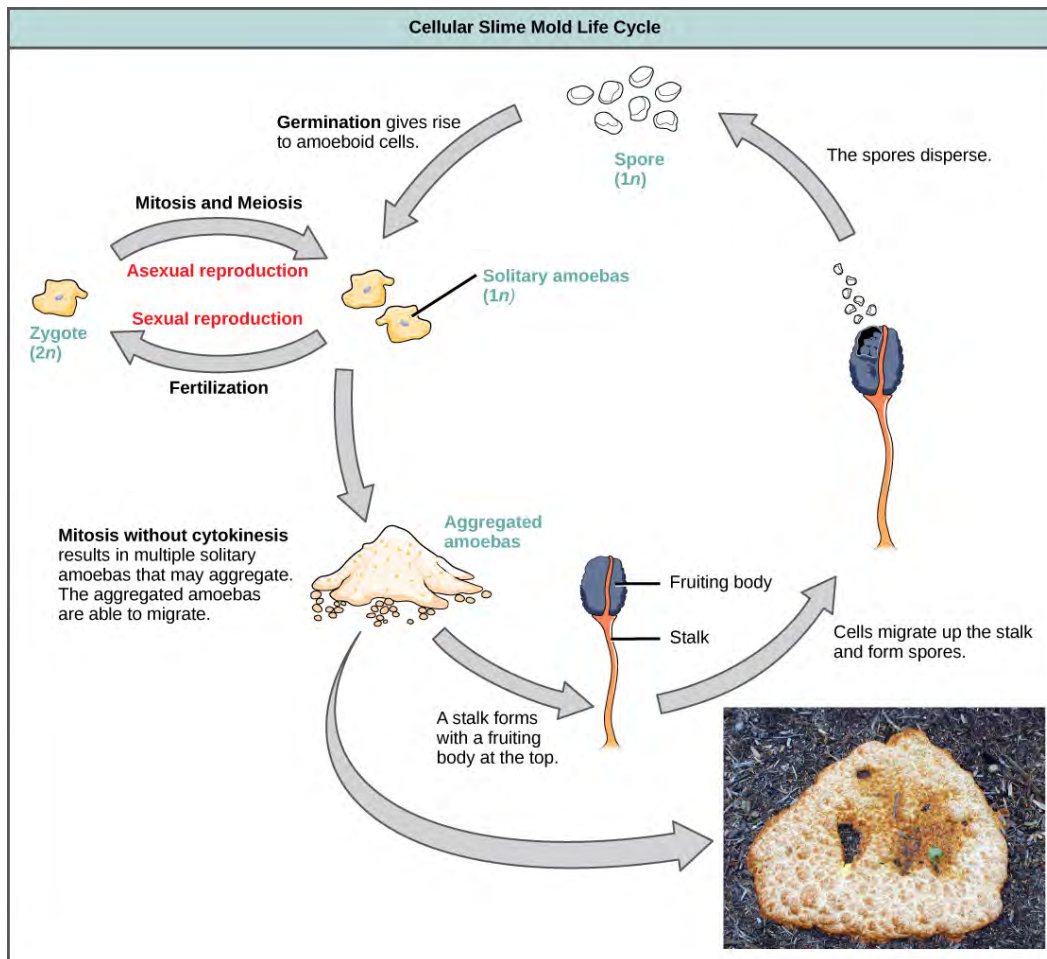 Cellular Slime Mold Life Cycle
Germination gives rise
to amoeboid cells.
Spore
(1n)
The spores disperse.
Mitosis and Meiosis
Asexual reproduction
Solitary amoebas
(1n)
Sexual reproduction
Zygote
(2n)
Fertilization
Mitosis without cytokinesis
results in multiple solitary
amoebas that may aggregate.
The aggregated amoebas
are able to migrate.
Aggregated
amoebas
Fruiting body
Stalk
Cells migrate up the stalk
and form spores.
A stalk forms
with a fruiting
body at the top.